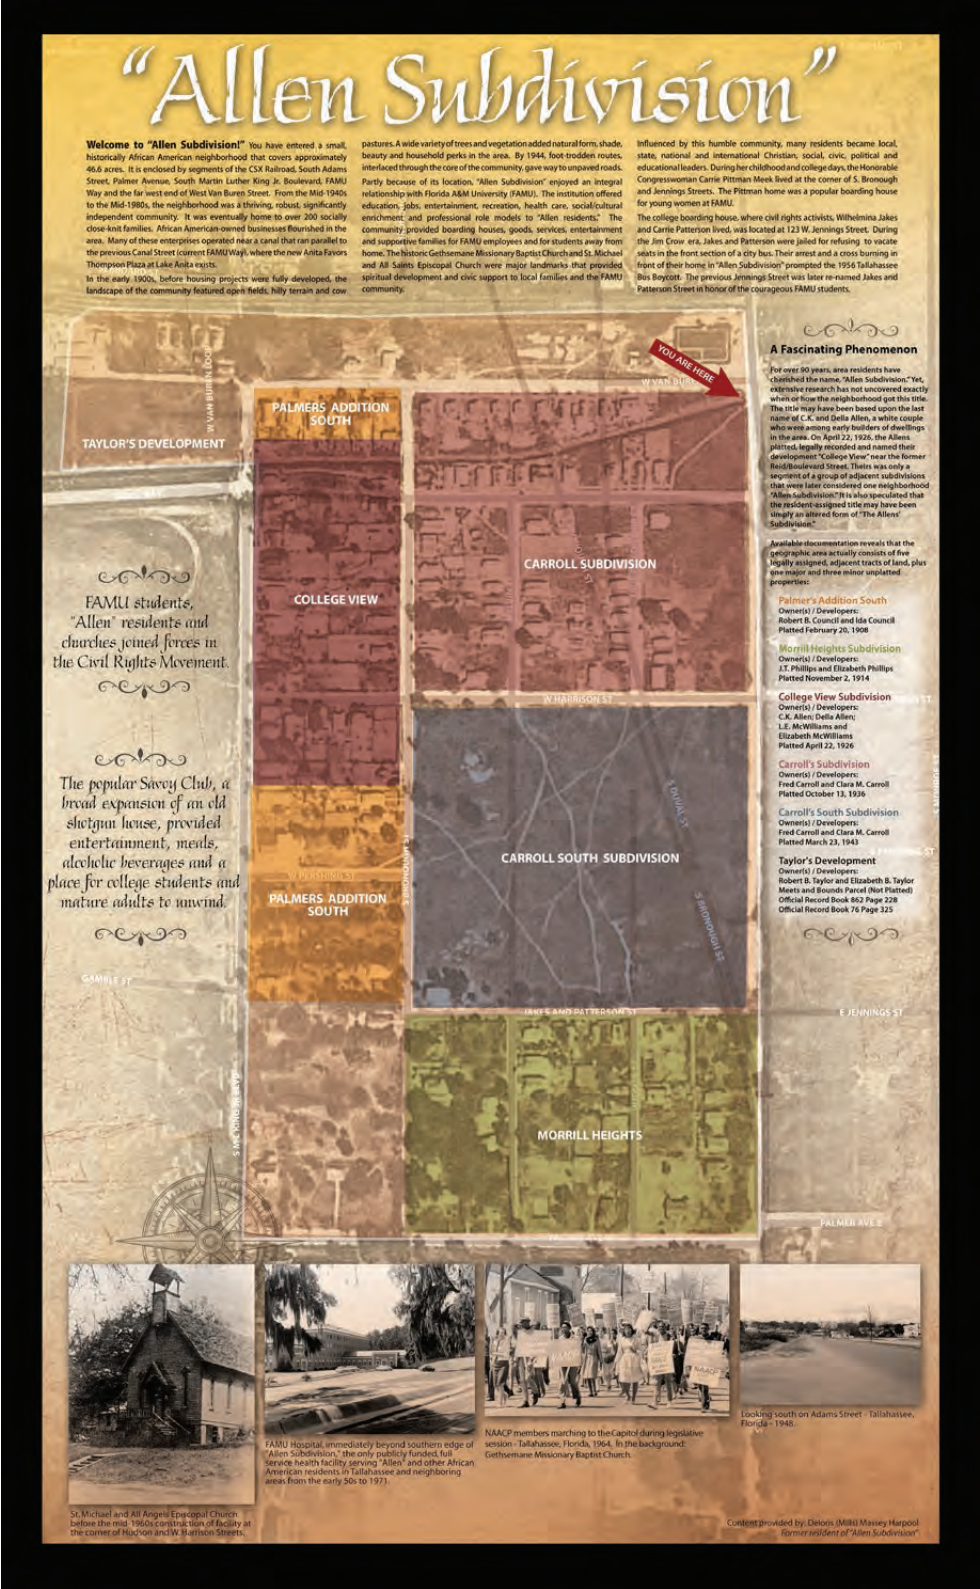 “Allen Subdivision”
Welcome to “Allen Subdivision!” You have entered a small,
historically African American neighborhood that covers approximately
46.6 acres. It is enclosed by segments of the CSX Railroad, South Adams
Street, Palmer Avenue, South Martin Luther King Jr. Boulevard, FAMU
Way and the far west end of West Van Buren Street. From the Mid-1940s
to the Mid-1980s, the neighborhood was a thriving, robust, significantly
independent community. It was eventually home to over 200 socially
close-knit families. African American-owned businesses flourished in the
area. Many of these enterprises operated near a canal that ran parallel to
the previous Canal Street (current FAMU Way), where the new Anita Favors
Thompson Plaza at Lake Anita exists.
In the early 1900s, before housing projects were fully developed, the
landscape of the community featured open fields, hilly terrain and cow
pastures. A wide variety of trees and vegetation added natural form, shade,
beauty and household perks in the area. By 1944, foot-trodden routes,
interlaced through the core of the community, gave way to unpaved roads.
Partly because of its location, “Allen Subdivision” enjoyed an integral
relationship with Florida A&M University (FAMU). The institution offered
education, jobs, entertainment, recreation, health care, social/cultural
enrichment and professional role models to “Allen residents.” The
community provided boarding houses, goods, services, entertainment
and supportive families for FAMU employees and for students away from
home. The historic Gethsemane Missionary Baptist Church and St. Michael
and All Saints Episcopal Church were major landmarks that provided
spiritual development and civic support to local families and the FAMU
community.
Influenced by this humble community, many residents became local,
state, national and international Christian, social, civic, political and
educational leaders. During her childhood and college days, the Honorable
Congresswoman Carrie Pittman Meek lived at the corner of S. Bronough
and Jennings Streets. The Pittman home was a popular boarding house
for young women at FAMU.
The college boarding house, where civil rights activists, Wilhelmina Jakes
and Carrie Patterson lived, was located at 123 W. Jennings Street. During
the Jim Crow era, Jakes and Patterson were jailed for refusing to vacate
seats in the front section of a city bus. Their arrest and a cross burning in
front of their home in “Allen Subdivision” prompted the 1956 Tallahassee
Bus Boycott. The previous Jennings Street was later re-named Jakes and
Patterson Street in honor of the courageous FAMU students.
YOU ARE HERE
W VAN BUREN
W VAN BUREN LOOP
PALMERS ADDITION
SOUTH
TAYLOR'S DEVELOPMENT
CARROLL SUBDIVISION
COLLEGE VIEW
W HARRISON ST
S DUVAL ST
CARROLL SOUTH SUBDIVISION
S BRONOUGH ST
S BRONOUGH ST
W PERSHING ST
PALMERS ADDITION
SOUTH
GAMBLE ST
JAKES AND PATTERSON ST
E JENNINGS ST
S MONROE ST
S M L KING JR BLVD
MORRILL HEIGHTS
PALMER AVE E
FAMU students,
"Allen" residents and
churches joined forces in
the Civil Rights Movement.
The popular Savoy Club, a
broad expansion of an old
shotgun house, provided
entertainment, meals,
alcoholic beverages and a
place for college students and
mature adults to unwind.
A Fascinating Phenomenon
For over 90 years, area residents have
cherished the name, “Allen Subdivision.” Yet,
extensive research has not uncovered exactly
when or how the neighborhood got this title.
The title may have been based upon the last
name of C.K. and Della Allen, a white couple
who were among early builders of dwellings
in the area. On April 22, 1926, the Allens
platted, legally recorded and named their
development “College View” near the former
Reid/Boulevard Street. Theirs was only a
segment of a group of adjacent subdivisions
that were later considered one neighborhood
“Allen Subdivision.” It is also speculated that
the resident-assigned title may have been
simply an altered form of “The Allens'
Subdivision.”
Available documentation reveals that the
geographic area actually consists of five
legally assigned, adjacent tracts of land, plus
one major and three minor unplatted
properties:
Palmer's Addition South
Owner(s) / Developers:
Robert B. Council and Ida Council
Platted February 20, 1908
Morrill Heights Subdivision
Owner(s) / Developers:
J.T. Phillips and Elizabeth Phillips
Platted November 2, 1914
College View Subdivision
Owner(s) / Developers:
C.K. Allen; Della Allen;
L.E. McWilliams and
Elizabeth McWilliams
Platted April 22, 1926
Carroll's Subdivision
Owner(s) / Developers:
Fred Carroll and Clara M. Carroll
Platted October 13, 1936
Carroll's South Subdivision
Owner(s) / Developers:
Fred Carroll and Clara M. Carroll
Platted March 23, 1943
Taylor's Development
Owner(s) / Developers:
Robert B. Taylor and Elizabeth B. Taylor
Meets and Bounds Parcel (Not Platted)
Official Record Book 862 Page 228
Official Record Book 76 Page 325
St. Michael and All Angels Episcopal Church
before the mid-1960s construction of facility at
the corner of Hudson and W. Harrison Streets.
FAMU Hospital, immediately beyond southern edge of
"Allen Subdivision," the only publicly funded, full
service health facility serving "Allen" and other African
American residents in Tallahassee and neighboring
areas from the early 50s to 1971.
NAACP
NAACP members marching to the Capitol during legislative
session - Tallahassee, Florida, 1964. In the background:
Gethsemane Missionary Baptist Church.
Looking south on Adams Street - Tallahassee,
Florida - 1948.
Content provided by: Deloris (MilH) Massey Harpool
Former resident of "Allen Subdivision"